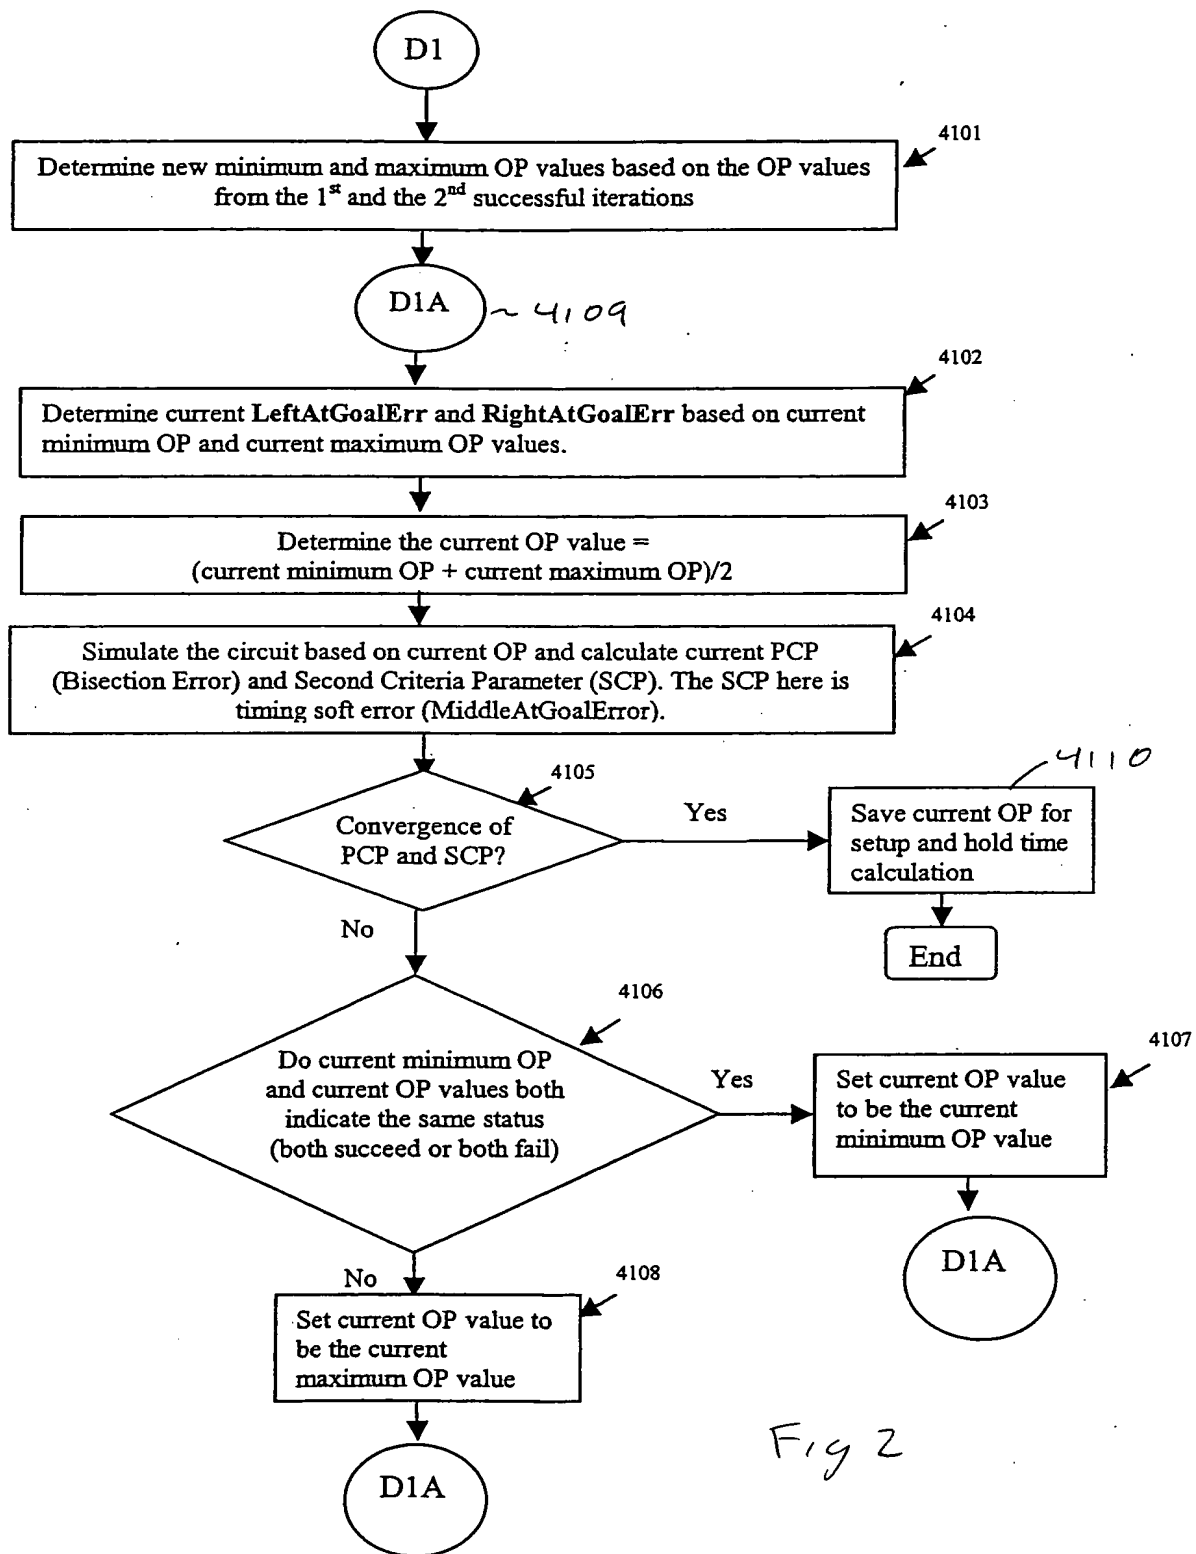 D1
4101
Determine new minimum and maximum OP values based on the OP values
from the 1st and the 2nd successful iterations
D1A
~ 4109
4102
Determine current LeftAtGoalErr and RightAtGoalErr based on current
minimum OP and current maximum OP values.
4103
Determine the current OP value =
(current minimum OP + current maximum OP)/2
4104
Simulate the circuit based on current OP and calculate current PCP
(Bisection Error) and Second Criteria Parameter (SCP). The SCP here is
timing soft error (MiddleAtGoalError).
4105
Convergence of
PCP and SCP?
Yes
4110
Save current OP for
setup and hold time
calculation
End
No
4106
Do current minimum OP
and current OP values both
indicate the same status
(both succeed or both fail)
Yes
4107
Set current OP value
to be the current
minimum OP value
D1A
No
4108
Set current OP value to
be the current
maximum OP value
D1A
Fig 2